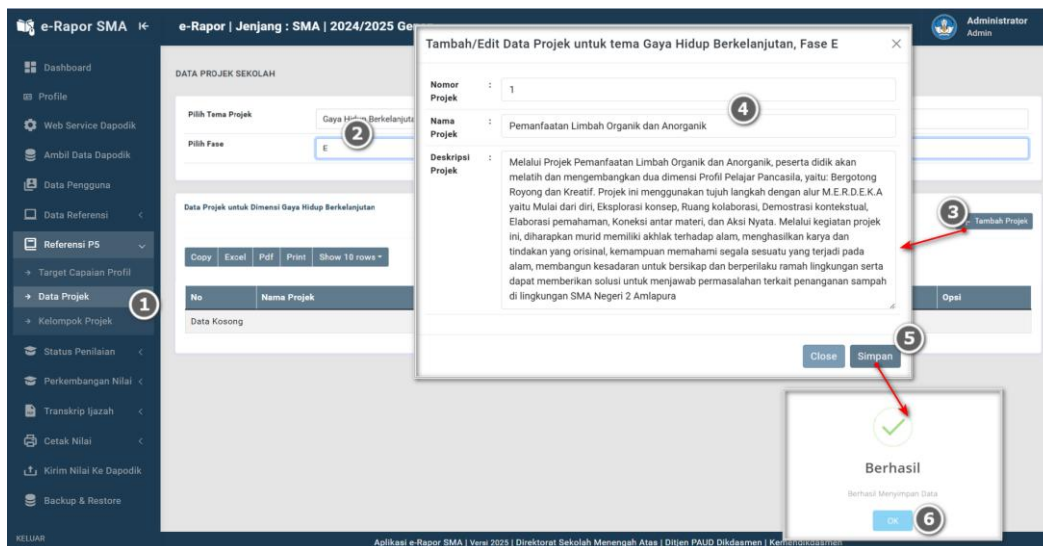 e-Rapor SMA
e-Rapor | Jenjang : SMA | 2024/2025
Administrator
Admin
Dashboard
Profile
Web Service Dapodik
Ambil Data Dapodik
Data Pengguna
Data Referensi
Referensi P5
Target Capaian Profil
Data Projek
Kelompok Projek
Status Penilaian
Perkembangan Nilai
Transkrip Ijazah
Cetak Nilai
Kirim Nilai Ke Dapodik
Backup & Restore
KELUAR
1
DATA PROJEK SEKOLAH
Pilih Tema Projek
Gaya Hidup Berkelanjuta
Pilih Fase
E
2
Data Projek untuk Dimensi Gaya Hidup Berkelanjutan
3
Tambah Projek
Copy Excel Pdf Print Show 10 rows
No Nama Projek Opsi
Data Kosong
Tambah/Edit Data Projek untuk tema Gaya Hidup Berkelanjutan, Fase E
Nomor
Projek
:
1
4
Nama
Projek
:
Pemanfaatan Limbah Organik dan Anorganik
Deskripsi
Projek
:
Melalui Projek Pemanfaatan Limbah Organik dan Anorganik, peserta didik akan
melatih dan mengembangkan dua dimensi Profil Pelajar Pancasila, yaitu: Bergotong
Royong dan Kreatif. Projek ini menggunakan tujuh langkah dengan alur M.E.R.D.E.K.A
yaitu Mulai dari diri, Eksplorasi konsep, Ruang kolaborasi, Demostrasi kontekstual,
Elaborasi pemahaman, Koneksi antar materi, dan Aksi Nyata. Melalui kegiatan projek
ini, diharapkan murid memiliki akhlak terhadap alam, menghasilkan karya dan
tindakan yang orisinal, kemampuan memahami segala sesuatu yang terjadi pada
alam, membangun kesadaran untuk bersikap dan berperilaku ramah lingkungan serta
dapat memberikan solusi untuk menjawab permasalahan terkait penanganan sampah
di lingkungan SMA Negeri 2 Amlapura
5
Close Simpan
Berhasil
Berhasil Menyimpan Data
OK
6
Aplikasi e-Rapor SMA | Versi 2025 | Direktorat Sekolah Menengah Atas | Ditjen PAUD Dikdasmen | Kemendikdasmen